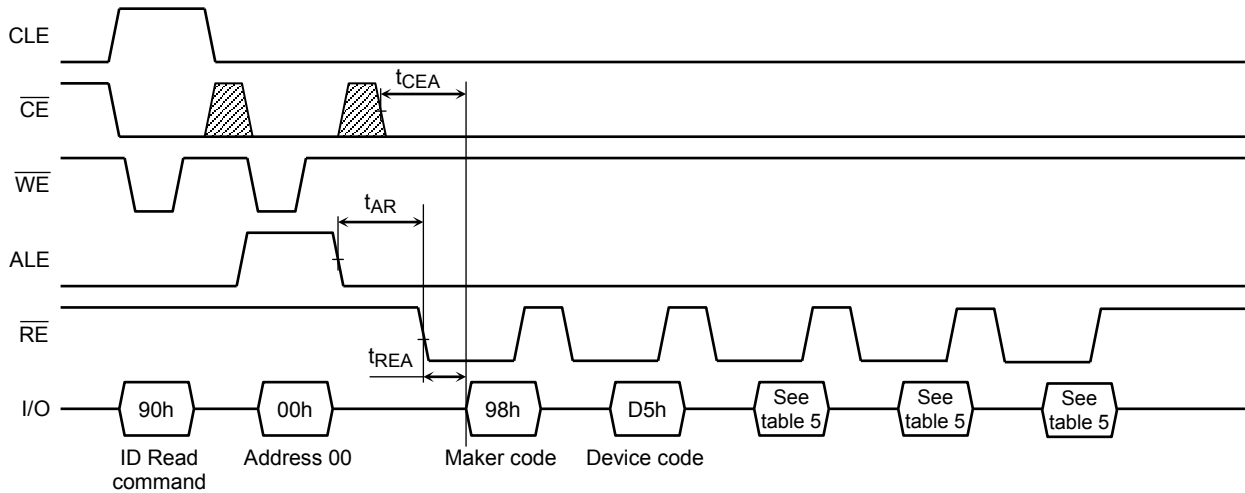 CLE
tCEA
CE
WE
tAR
ALE
RE
tREA
I/O
90h
00h
98h
D5h
See
table 5
See
table 5
See
table 5
ID Read
command
Address 00
Maker code
Device code